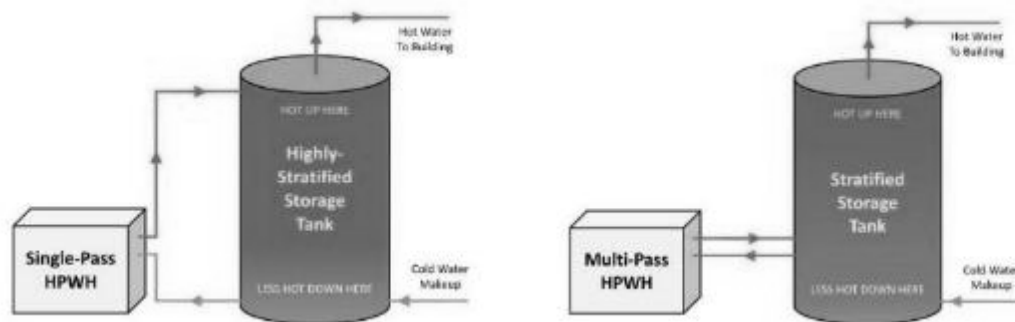 Hot Water
To Building
HOT UP HERE
Highly-
Stratified
Storage
Tank
Single-Pass
HPWH
LESS HOT DOWN HERE
Cold Water
Makeup
Hot Water
To Building
HOT UP HERE
Stratified
Storage
Tank
Multi-Pass
HPWH
LESS HOT DOWN HERE
Cold Water
Makeup